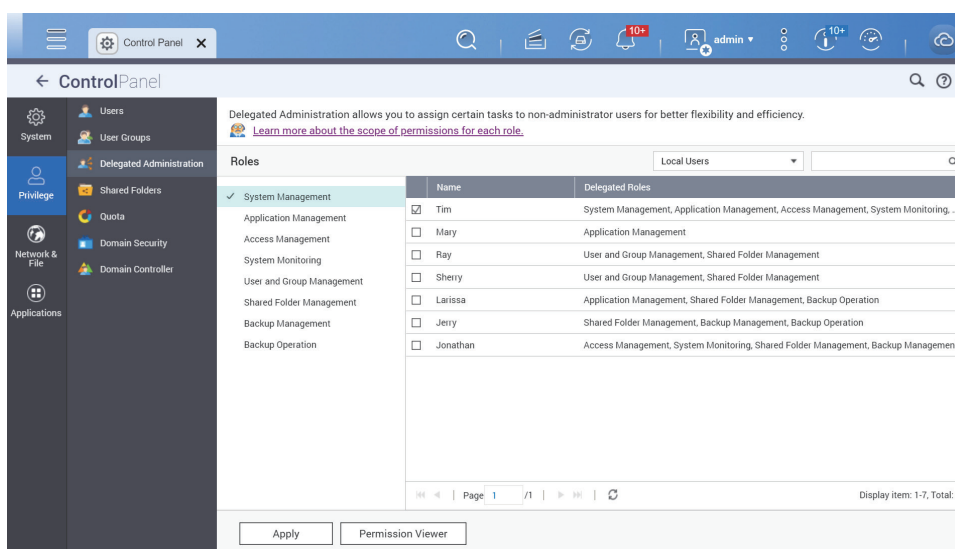 Control Panel
10+
admin
10+
ControlPanel
System
Privilege
Network &
File
Applications
Users
User Groups
Delegated Administration
Shared Folders
Quota
Domain Security
Domain Controller
Delegated Administration allows you to assign certain tasks to non-administrator users for better flexibility and efficiency.
Learn more about the scope of permissions for each role.
Roles
Local Users
System Management
Application Management
Access Management
System Monitoring
User and Group Management
Shared Folder Management
Backup Management
Backup Operation
Name Delegated Roles
Tim System Management, Application Management, Access Management, System Monitoring, ..
Mary Application Management
Ray User and Group Management, Shared Folder Management
Sherry User and Group Management, Shared Folder Management
Larissa Application Management, Shared Folder Management, Backup Operation
Jerry Shared Folder Management, Backup Management, Backup Operation
Jonathan Access Management, System Monitoring, Shared Folder Management, Backup Managemen
Page 1 /1
Display item: 1-7, Total:
Apply
Permission Viewer